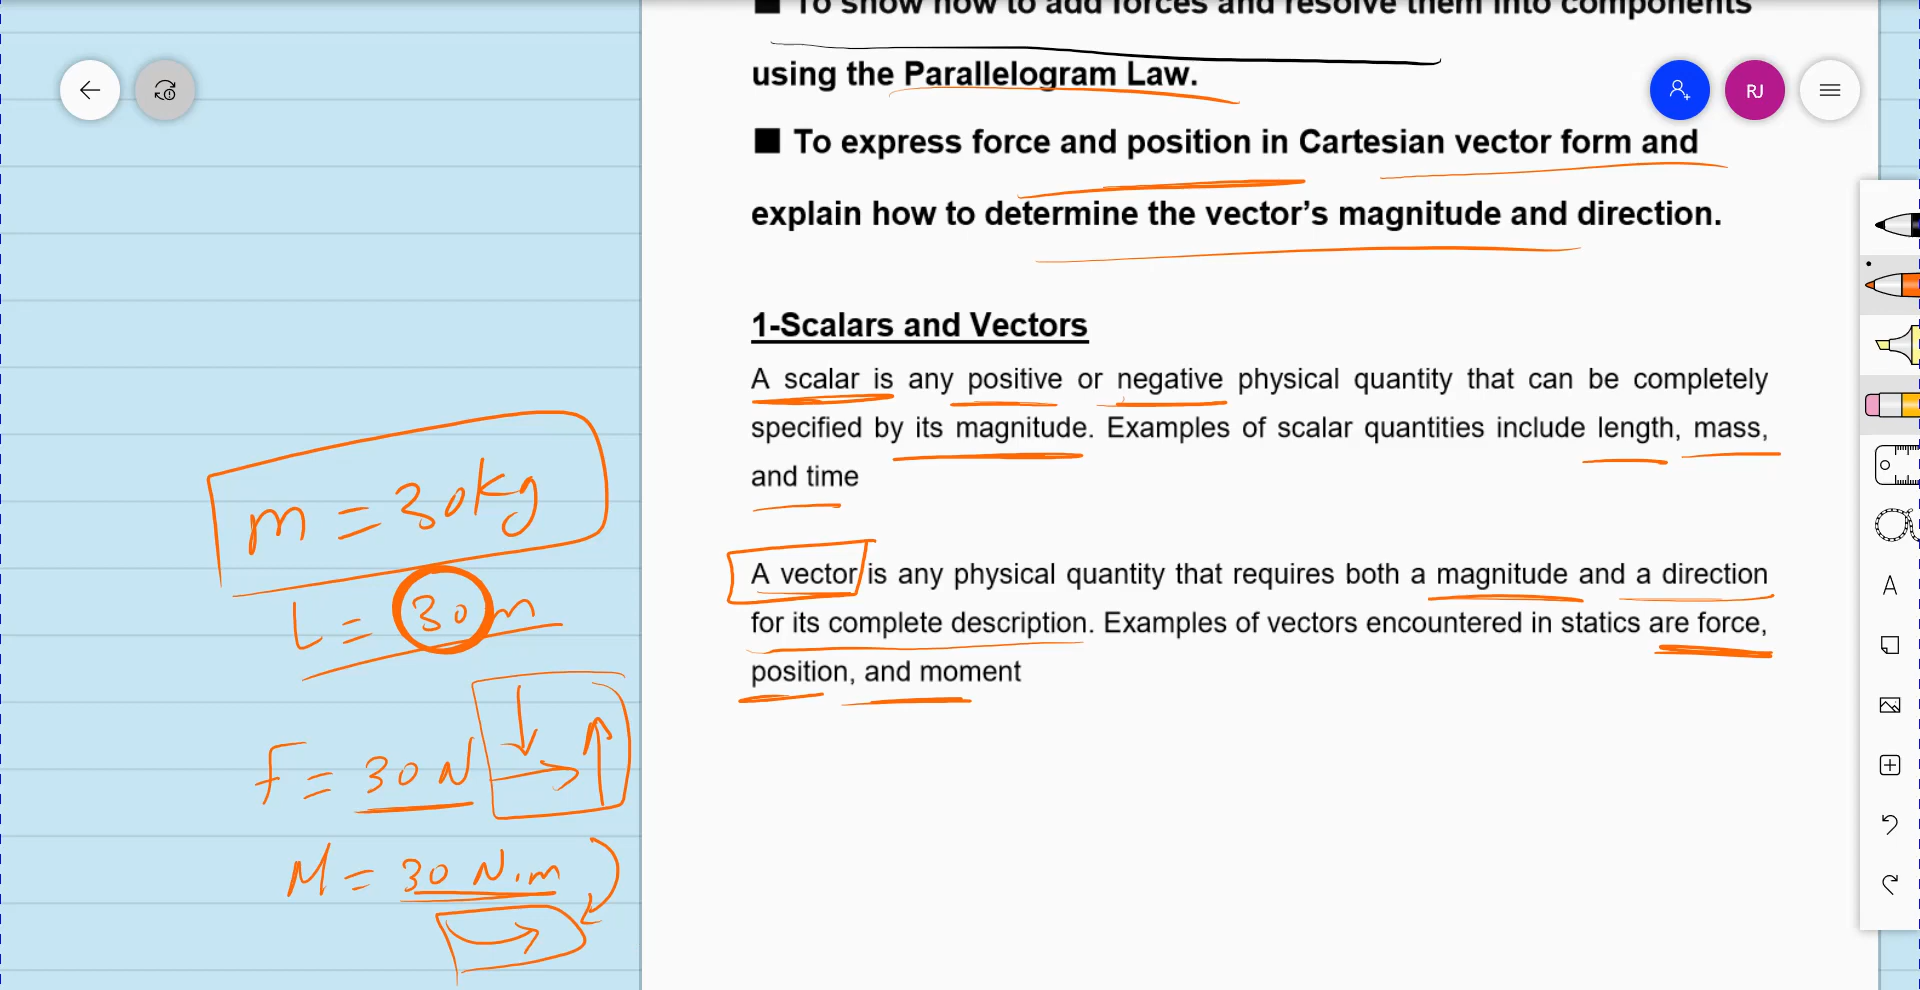 ■ To show how to add forces and resolve them into components
using the Parallelogram Law.
RJ
■ To express force and position in Cartesian vector form and
explain how to determine the vector's magnitude and direction.
1-Scalars and Vectors
A scalar is any positive or negative physical quantity that can be completely
specified by its magnitude. Examples of scalar quantities include length, mass,
and time
A vector is any physical quantity that requires both a magnitude and a direction
for its complete description. Examples of vectors encountered in statics are force,
position, and moment
m = 30kg
L = 30 m
F = 30 N
M = 30 N.m
A